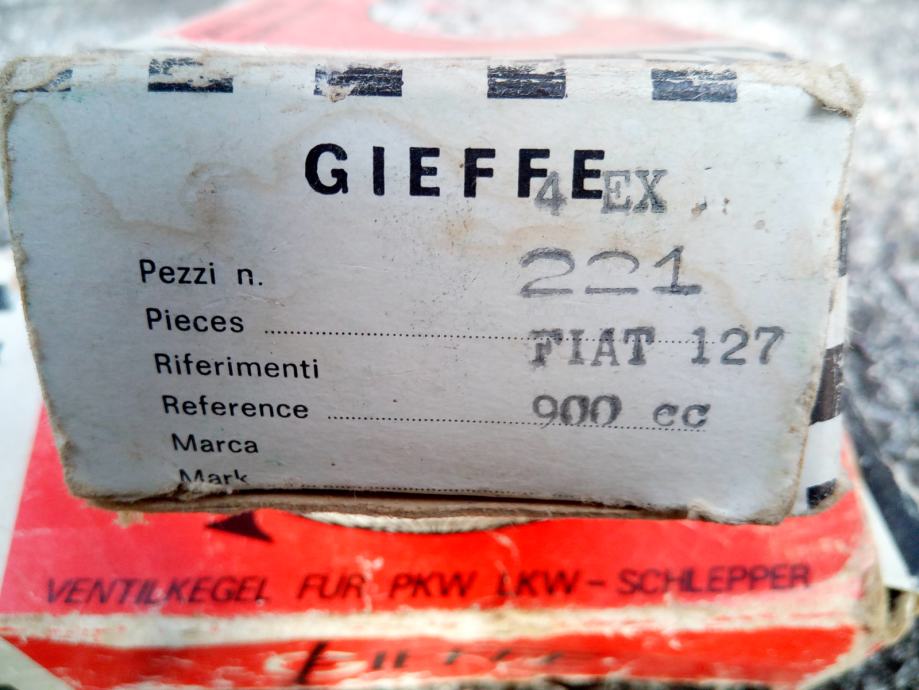 GIEFFE
4 EX
Pezzi n.
221
Pieces
FIAT 127
Riferimenti
Reference
900 cc
Marca
Mark
VENTILKEGEL FUR PKW LKW - SCHLEPPER
GIEFFE